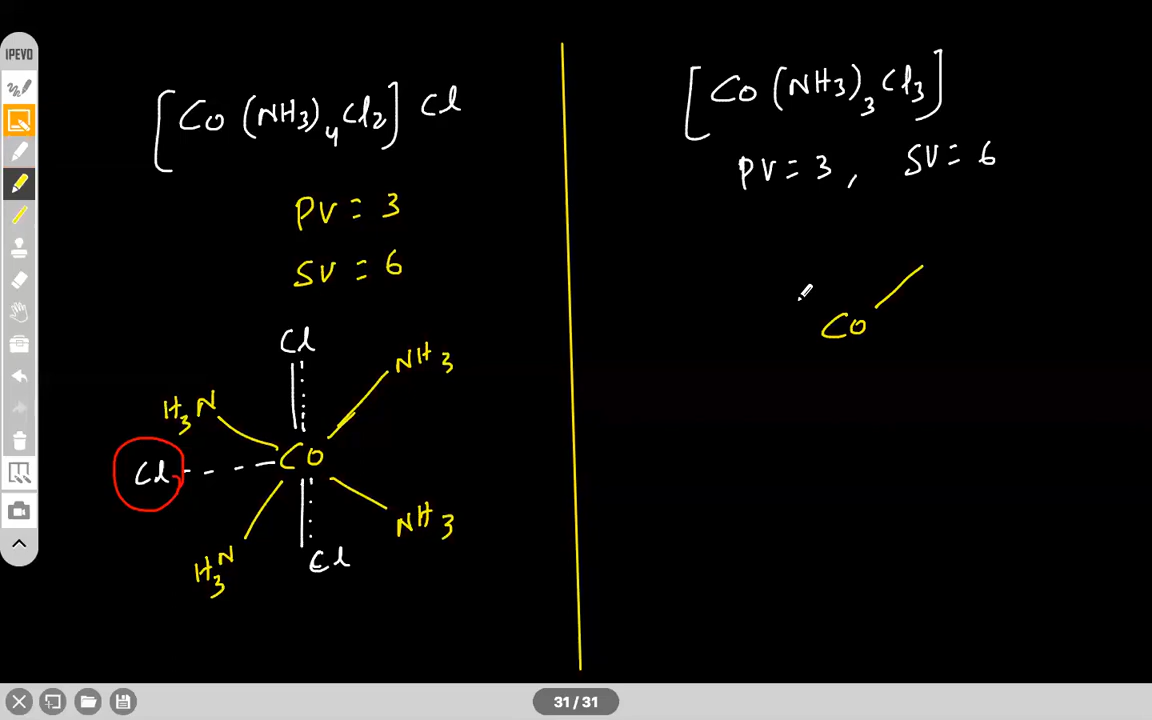 IPEVO
[Co(NH3)4Cl2]Cl
PV = 3
SV = 6
Cl
NH3
H3N
Cl
Co
NH3
H3N
Cl
[Co(NH3)3Cl3]
PV = 3, SV = 6
Co
31/31